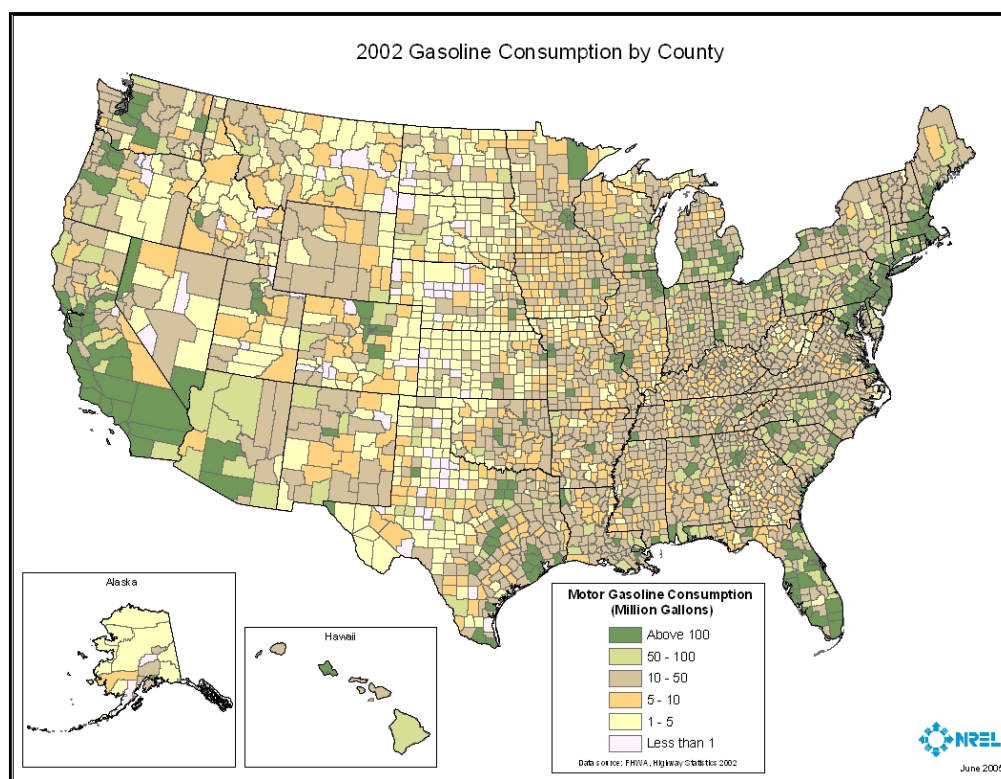 2002 Gasoline Consumption by County
Alaska
Hawaii
Motor Gasoline Consumption
(Million Gallons)
Above 100
50 - 100
10 - 50
5 - 10
1 - 5
Less than 1
Data source: FHWA, Highway Statistics 2002
NREL